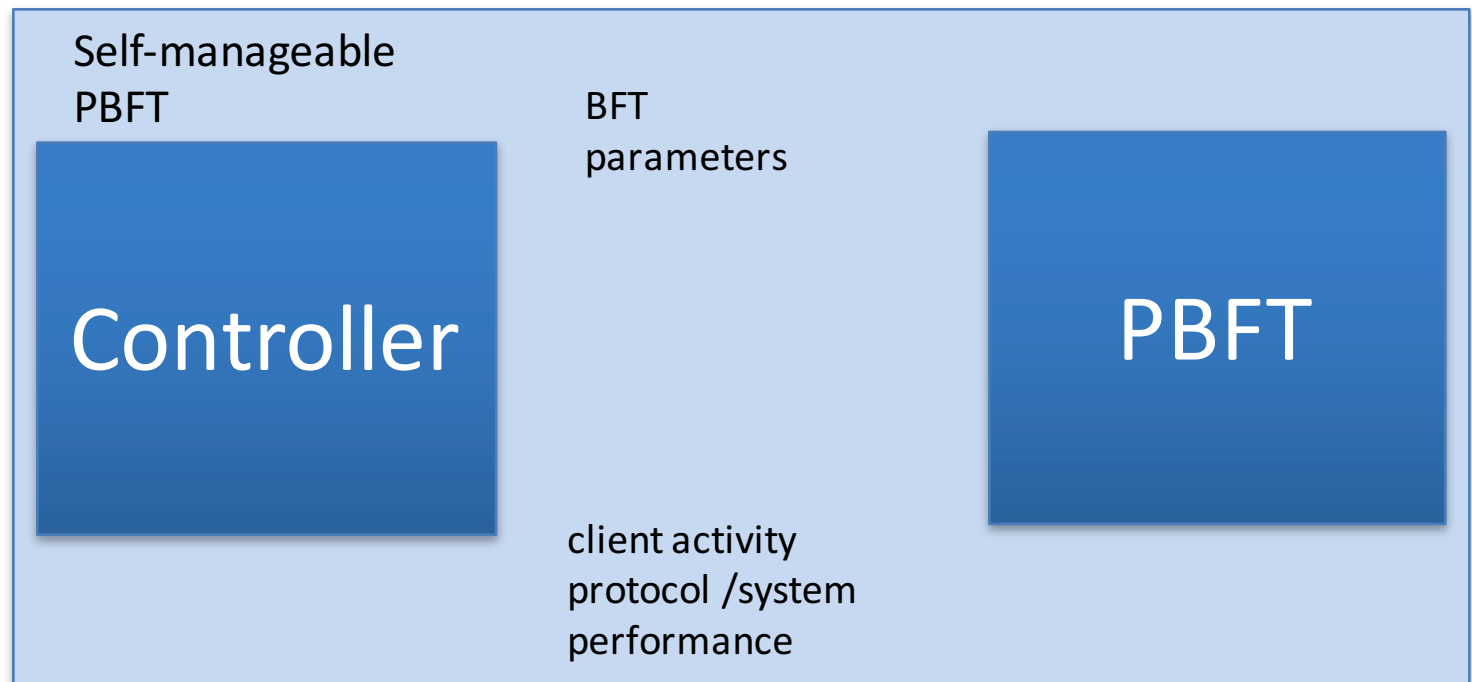 Self-manageable
PBFT
BFT
parameters
Controller
PBFT
client activity
protocol /system
performance